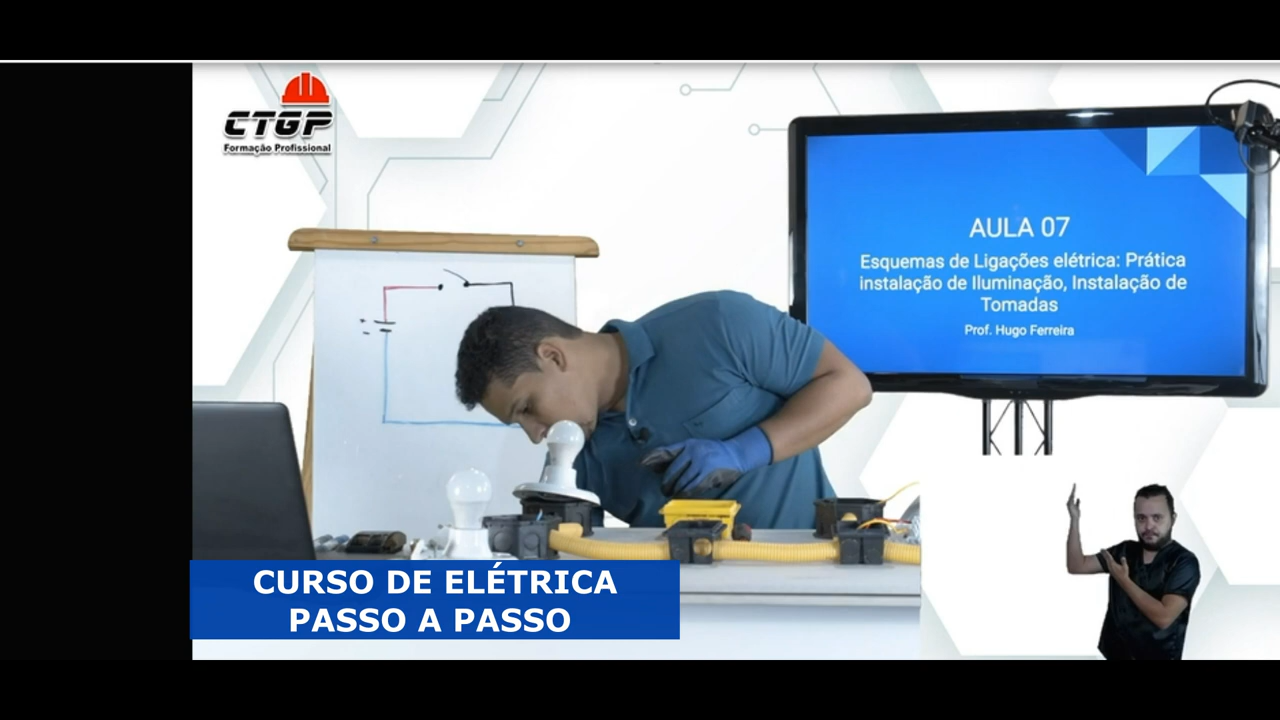 CTGP
Formação Profissional
AULA 07
Esquemas de Ligações elétrica: Prática
instalação de Iluminação, Instalação de
Tomadas
Prof. Hugo Ferreira
CURSO DE ELÉTRICA
PASSO A PASSO